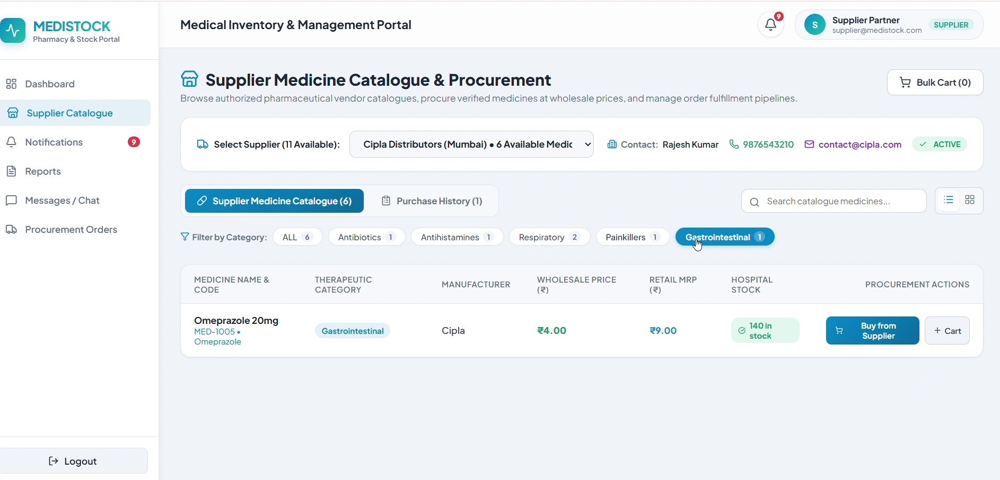 MEDISTOCK
Pharmacy & Stock Portal
Dashboard
Supplier Catalogue
Notifications 9
Reports
Messages / Chat
Procurement Orders
Logout
Medical Inventory & Management Portal
9
S
Supplier Partner
supplier@medistock.com
SUPPLIER
Supplier Medicine Catalogue & Procurement
Browse authorized pharmaceutical vendor catalogues, procure verified medicines at wholesale prices, and manage order fulfillment pipelines.
Bulk Cart (0)
Select Supplier (11 Available): Cipla Distributors (Mumbai) • 6 Available Medic Contact: Rajesh Kumar 9876543210 contact@cipla.com ACTIVE
Supplier Medicine Catalogue (6) Purchase History (1) Search catalogue medicines...
Filter by Category: ALL 6 Antibiotics 1 Antihistamines 1 Respiratory 2 Painkillers 1 Gastrointestinal 1
MEDICINE NAME &
CODE
THERAPEUTIC
CATEGORY
MANUFACTURER
WHOLESALE PRICE
(₹)
RETAIL MRP
(₹)
HOSPITAL
STOCK
PROCUREMENT ACTIONS
Omeprazole 20mg
MED-1005 •
Omeprazole
Gastrointestinal
Cipla
₹4.00
₹9.00
140 in
stock
Buy from
Supplier
+ Cart